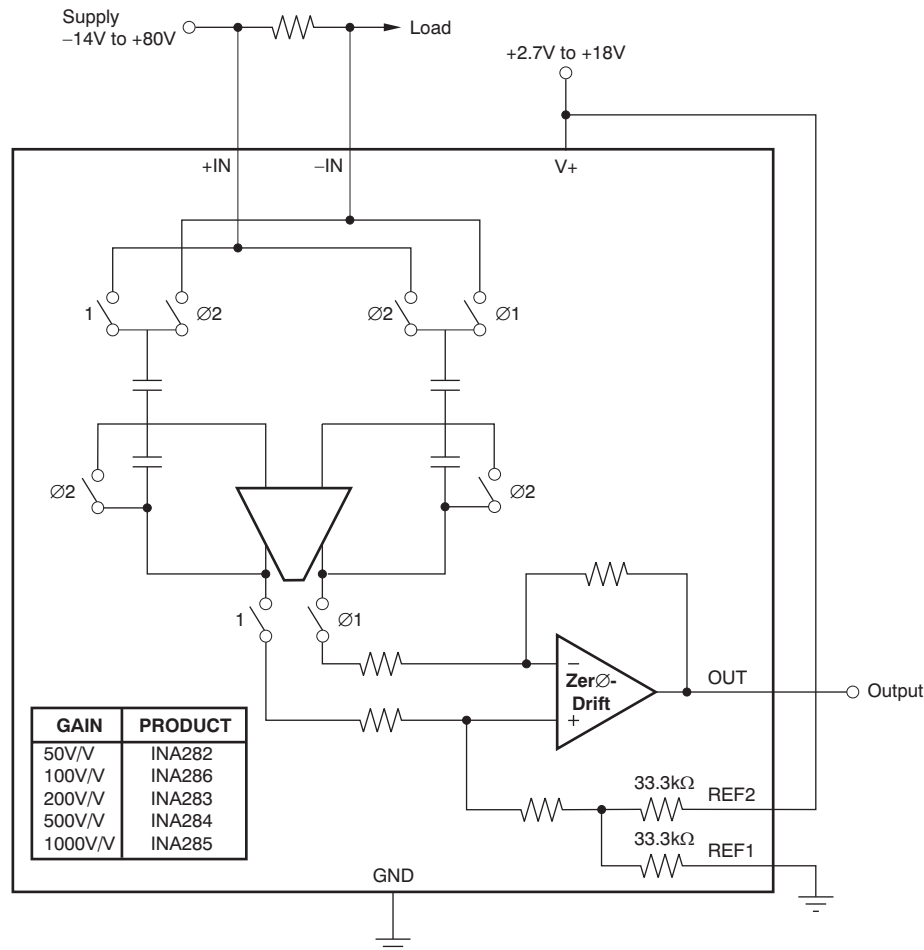 Supply
−14V to +80V
Load
+2.7V to +18V
+IN
−IN
V+
1
Ø2
Ø2
Ø1
Ø2
Ø2
1
Ø1
−
ZerØ-
Drift
+
OUT
Output
GAIN PRODUCT
50V/V INA282
100V/V INA286
200V/V INA283
500V/V INA284
1000V/V INA285
33.3kΩ
REF2
33.3kΩ
REF1
GND